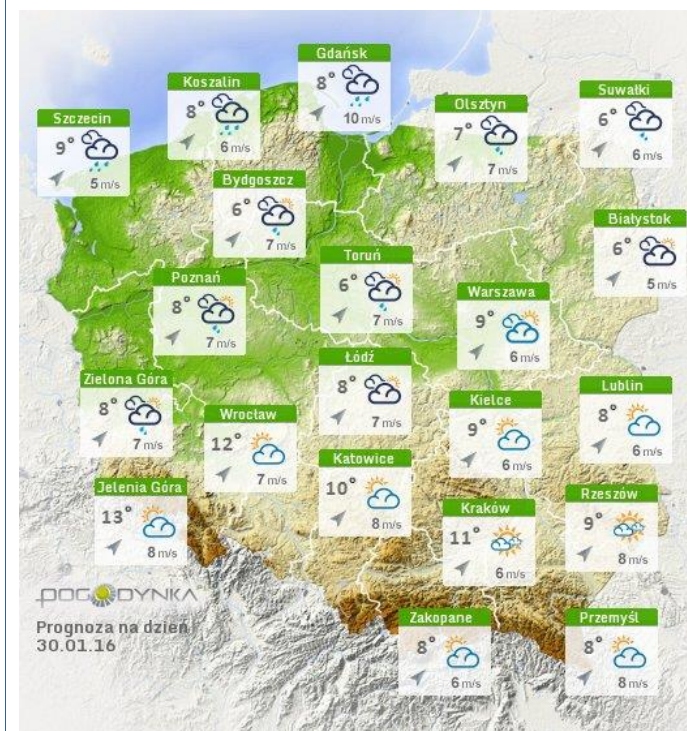 Gdańsk
8°
10 m/s
Koszalin
8°
6 m/s
Suwałki
6°
6 m/s
Olsztyn
7°
7 m/s
Szczecin
9°
5 m/s
Bydgoszcz
6°
7 m/s
Białystok
6°
5 m/s
Toruń
6°
7 m/s
Poznań
8°
7 m/s
Warszawa
9°
6 m/s
Łódź
8°
7 m/s
Zielona Góra
8°
7 m/s
Lublin
8°
6 m/s
Kielce
9°
6 m/s
Wrocław
12°
7 m/s
Katowice
10°
8 m/s
Jelenia Góra
13°
8 m/s
Rzeszów
9°
8 m/s
Kraków
11°
6 m/s
POGODYNKA
Prognoza na dzień
30.01.16
Zakopane
8°
6 m/s
Przemyśl
8°
8 m/s